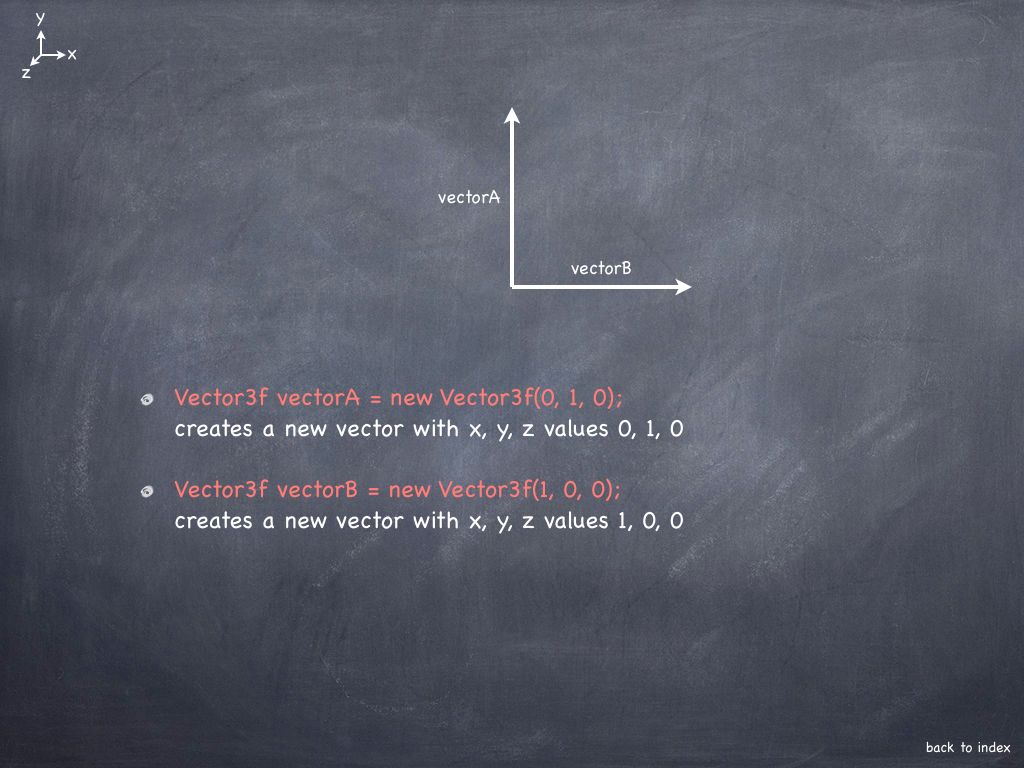 y
x
z
vectorA
vectorB
Vector3f vectorA = new Vector3f(0, 1, 0);
creates a new vector with x, y, z values 0, 1, 0
Vector3f vectorB = new Vector3f(1, 0, 0);
creates a new vector with x, y, z values 1, 0, 0
back to index